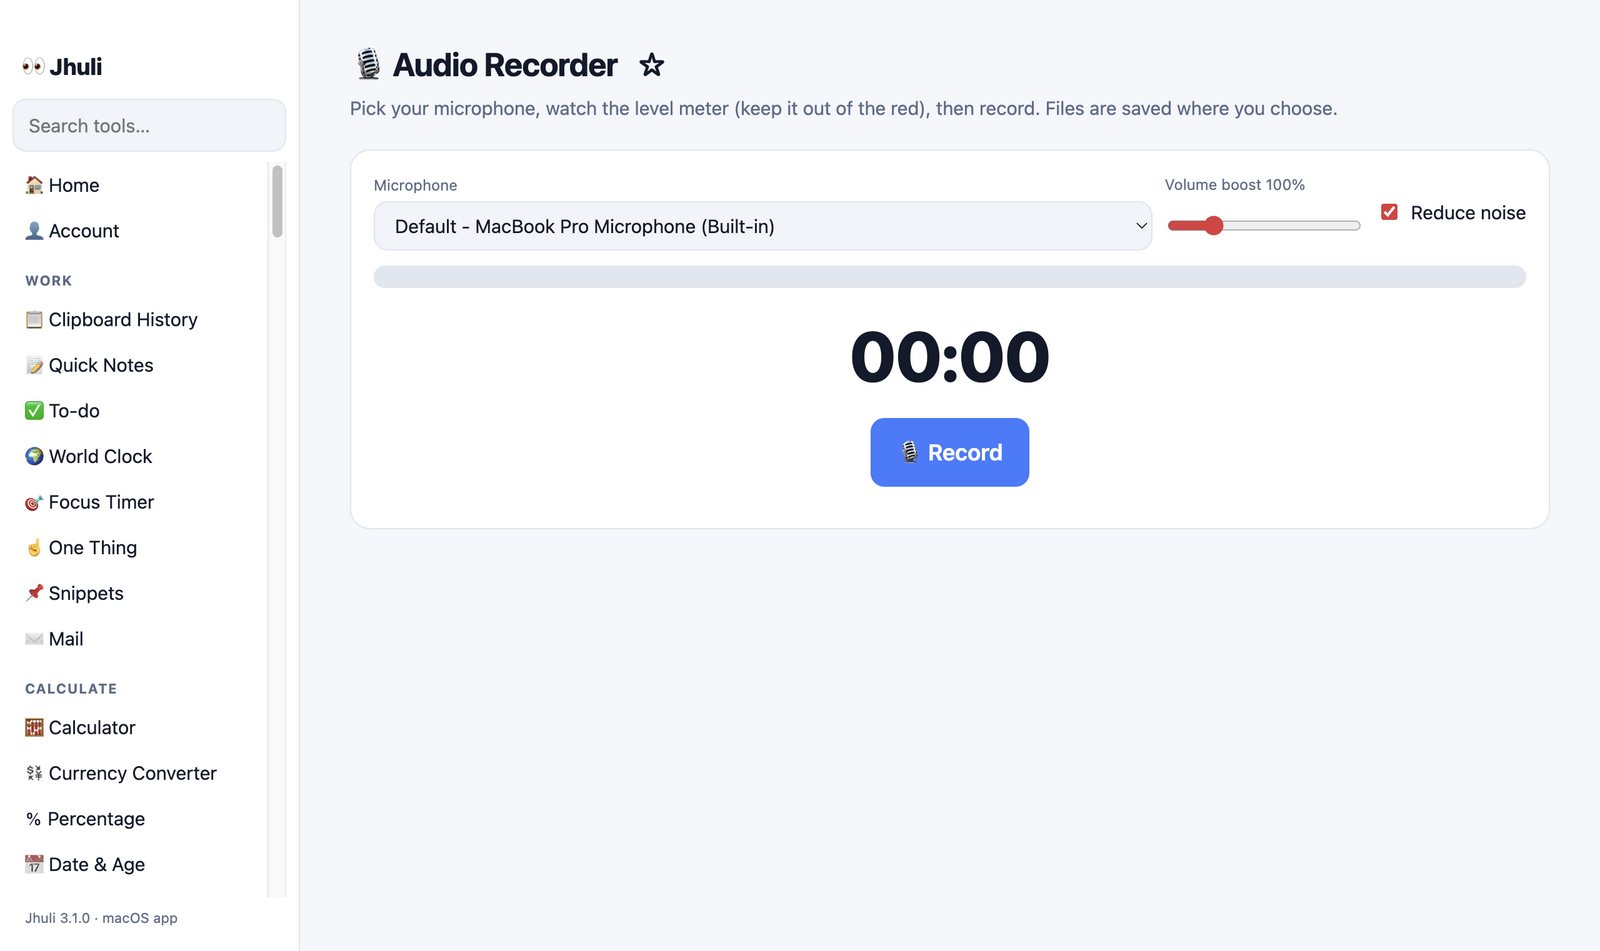 👀 Jhuli
Search tools...
🏠 Home
👤 Account
WORK
📋 Clipboard History
📝 Quick Notes
✅ To-do
🌍 World Clock
🎯 Focus Timer
☝️ One Thing
📌 Snippets
✉️ Mail
CALCULATE
🧮 Calculator
💱 Currency Converter
% Percentage
📅 Date & Age
Jhuli 3.1.0 · macOS app
🎙️ Audio Recorder ☆
Pick your microphone, watch the level meter (keep it out of the red), then record. Files are saved where you choose.
Microphone
Default - MacBook Pro Microphone (Built-in)
Volume boost 100%
Reduce noise
00:00
🎙️ Record